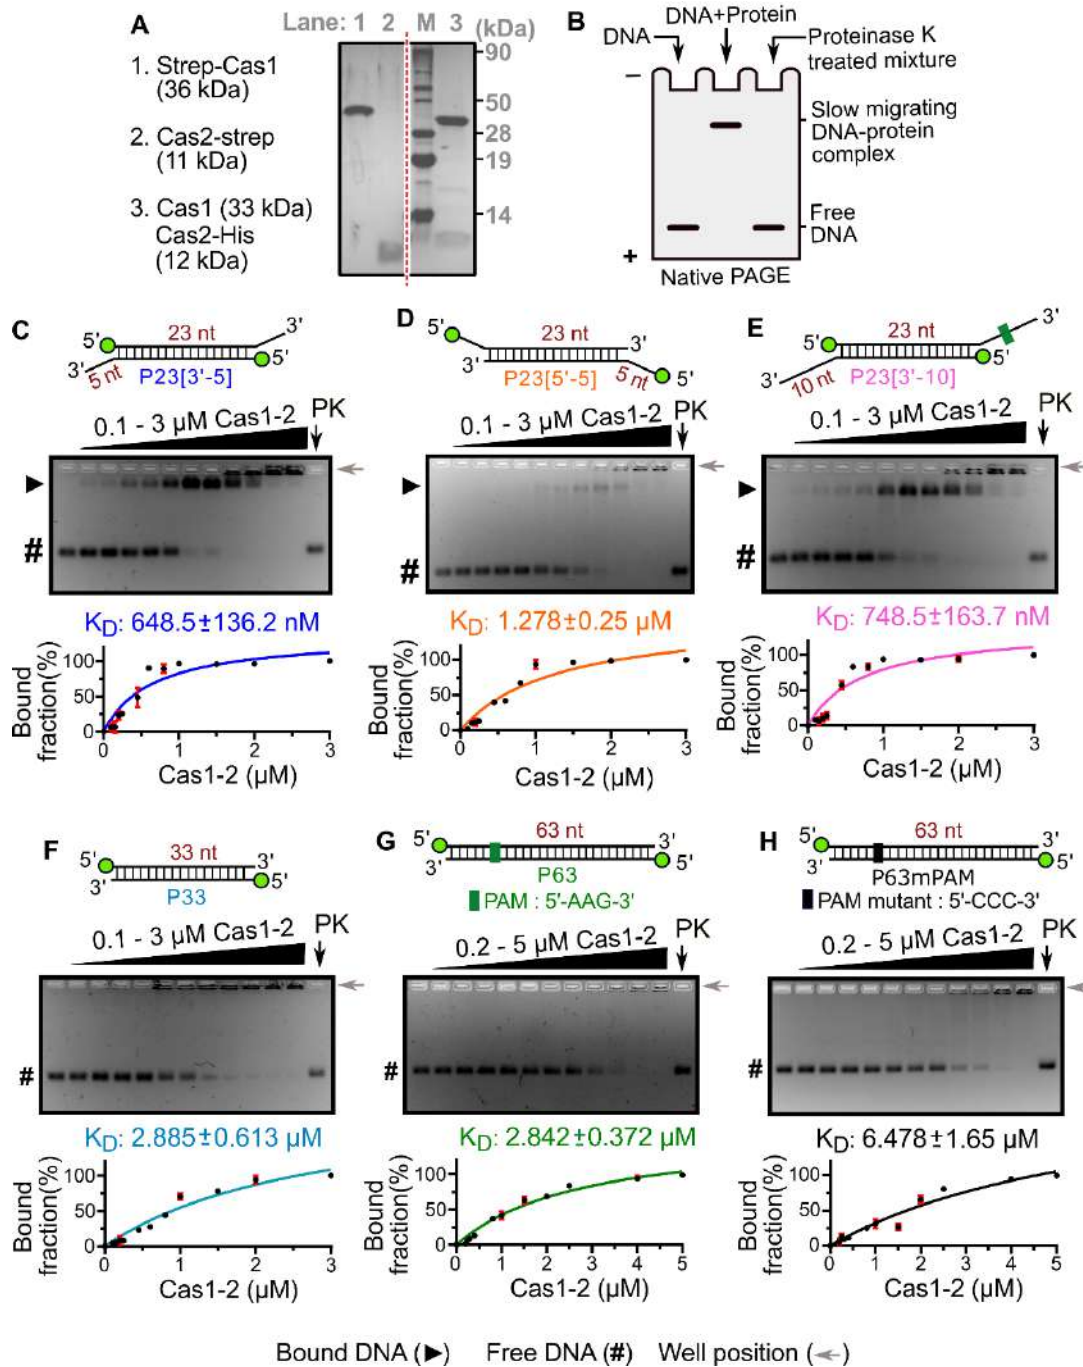 A
Lane: 1 2 M 3 (kDa)
1. Strep-Cas1
(36 kDa)
2. Cas2-strep
(11 kDa)
3. Cas1 (33 kDa)
Cas2-His
(12 kDa)
90
50
28
19
14
B
DNA+Protein
DNA
Proteinase K
treated mixture
−
Slow migrating
DNA-protein
complex
Free
DNA
+
Native PAGE
C
5'
23 nt
3'
3'
5'
5 nt
P23[3'-5]
0.1 - 3 µM Cas1-2
PK
#
KD: 648.5±136.2 nM
Bound
fraction(%)
100
50
0
0 1 2 3
Cas1-2 (µM)
D
5'
23 nt
3'
3'
5 nt
5'
P23[5'-5]
0.1 - 3 µM Cas1-2
PK
#
KD: 1.278±0.25 µM
Bound
fraction(%)
100
50
0
0 1 2 3
Cas1-2 (µM)
E
5'
23 nt
3'
3'
5'
10 nt
P23[3'-10]
0.1 - 3 µM Cas1-2
PK
#
KD: 748.5±163.7 nM
Bound
fraction(%)
100
50
0
0 1 2 3
Cas1-2 (µM)
F
5'
33 nt
3'
3'
5'
P33
0.1 - 3 µM Cas1-2
PK
#
KD: 2.885±0.613 µM
Bound
fraction(%)
100
50
0
0 1 2 3
Cas1-2 (µM)
G
5'
63 nt
3'
3'
5'
P63
PAM : 5'-AAG-3'
0.2 - 5 µM Cas1-2
PK
#
KD: 2.842±0.372 µM
Bound
fraction(%)
100
50
0
0 1 2 3 4 5
Cas1-2 (µM)
H
5'
63 nt
3'
3'
5'
P63mPAM
PAM mutant : 5'-CCC-3'
0.2 - 5 µM Cas1-2
PK
#
KD: 6.478±1.65 µM
Bound
fraction(%)
100
50
0
0 1 2 3 4 5
Cas1-2 (µM)
Bound DNA (▶) Free DNA (#) Well position (←)